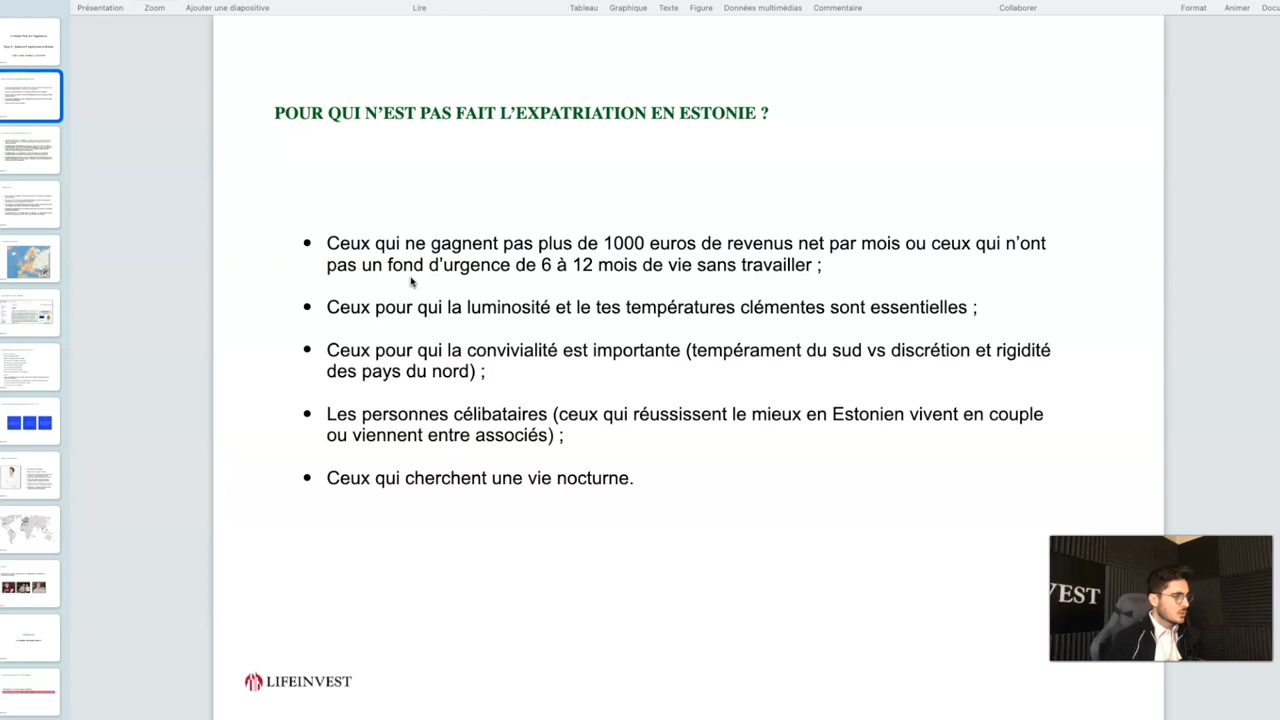 Présentation Zoom Ajouter une diapositive Lire Tableau Graphique Texte Figure Données multimédias Commentaire Collaborer Format Animer
POUR QUI N’EST PAS FAIT L’EXPATRIATION EN ESTONIE ?
• Ceux qui ne gagnent pas plus de 1000 euros de revenus net par mois ou ceux qui n’ont
pas un fond d’urgence de 6 à 12 mois de vie sans travailler ;
• Ceux pour qui la luminosité et le tes températures clémentes sont essentielles ;
• Ceux pour qui la convivialité est importante (tempérament du sud vs discrétion et rigidité
des pays du nord) ;
• Les personnes célibataires (ceux qui réussissent le mieux en Estonien vivent en couple
ou viennent entre associés) ;
• Ceux qui cherchent une vie nocturne.
VEST
LIFEINVEST